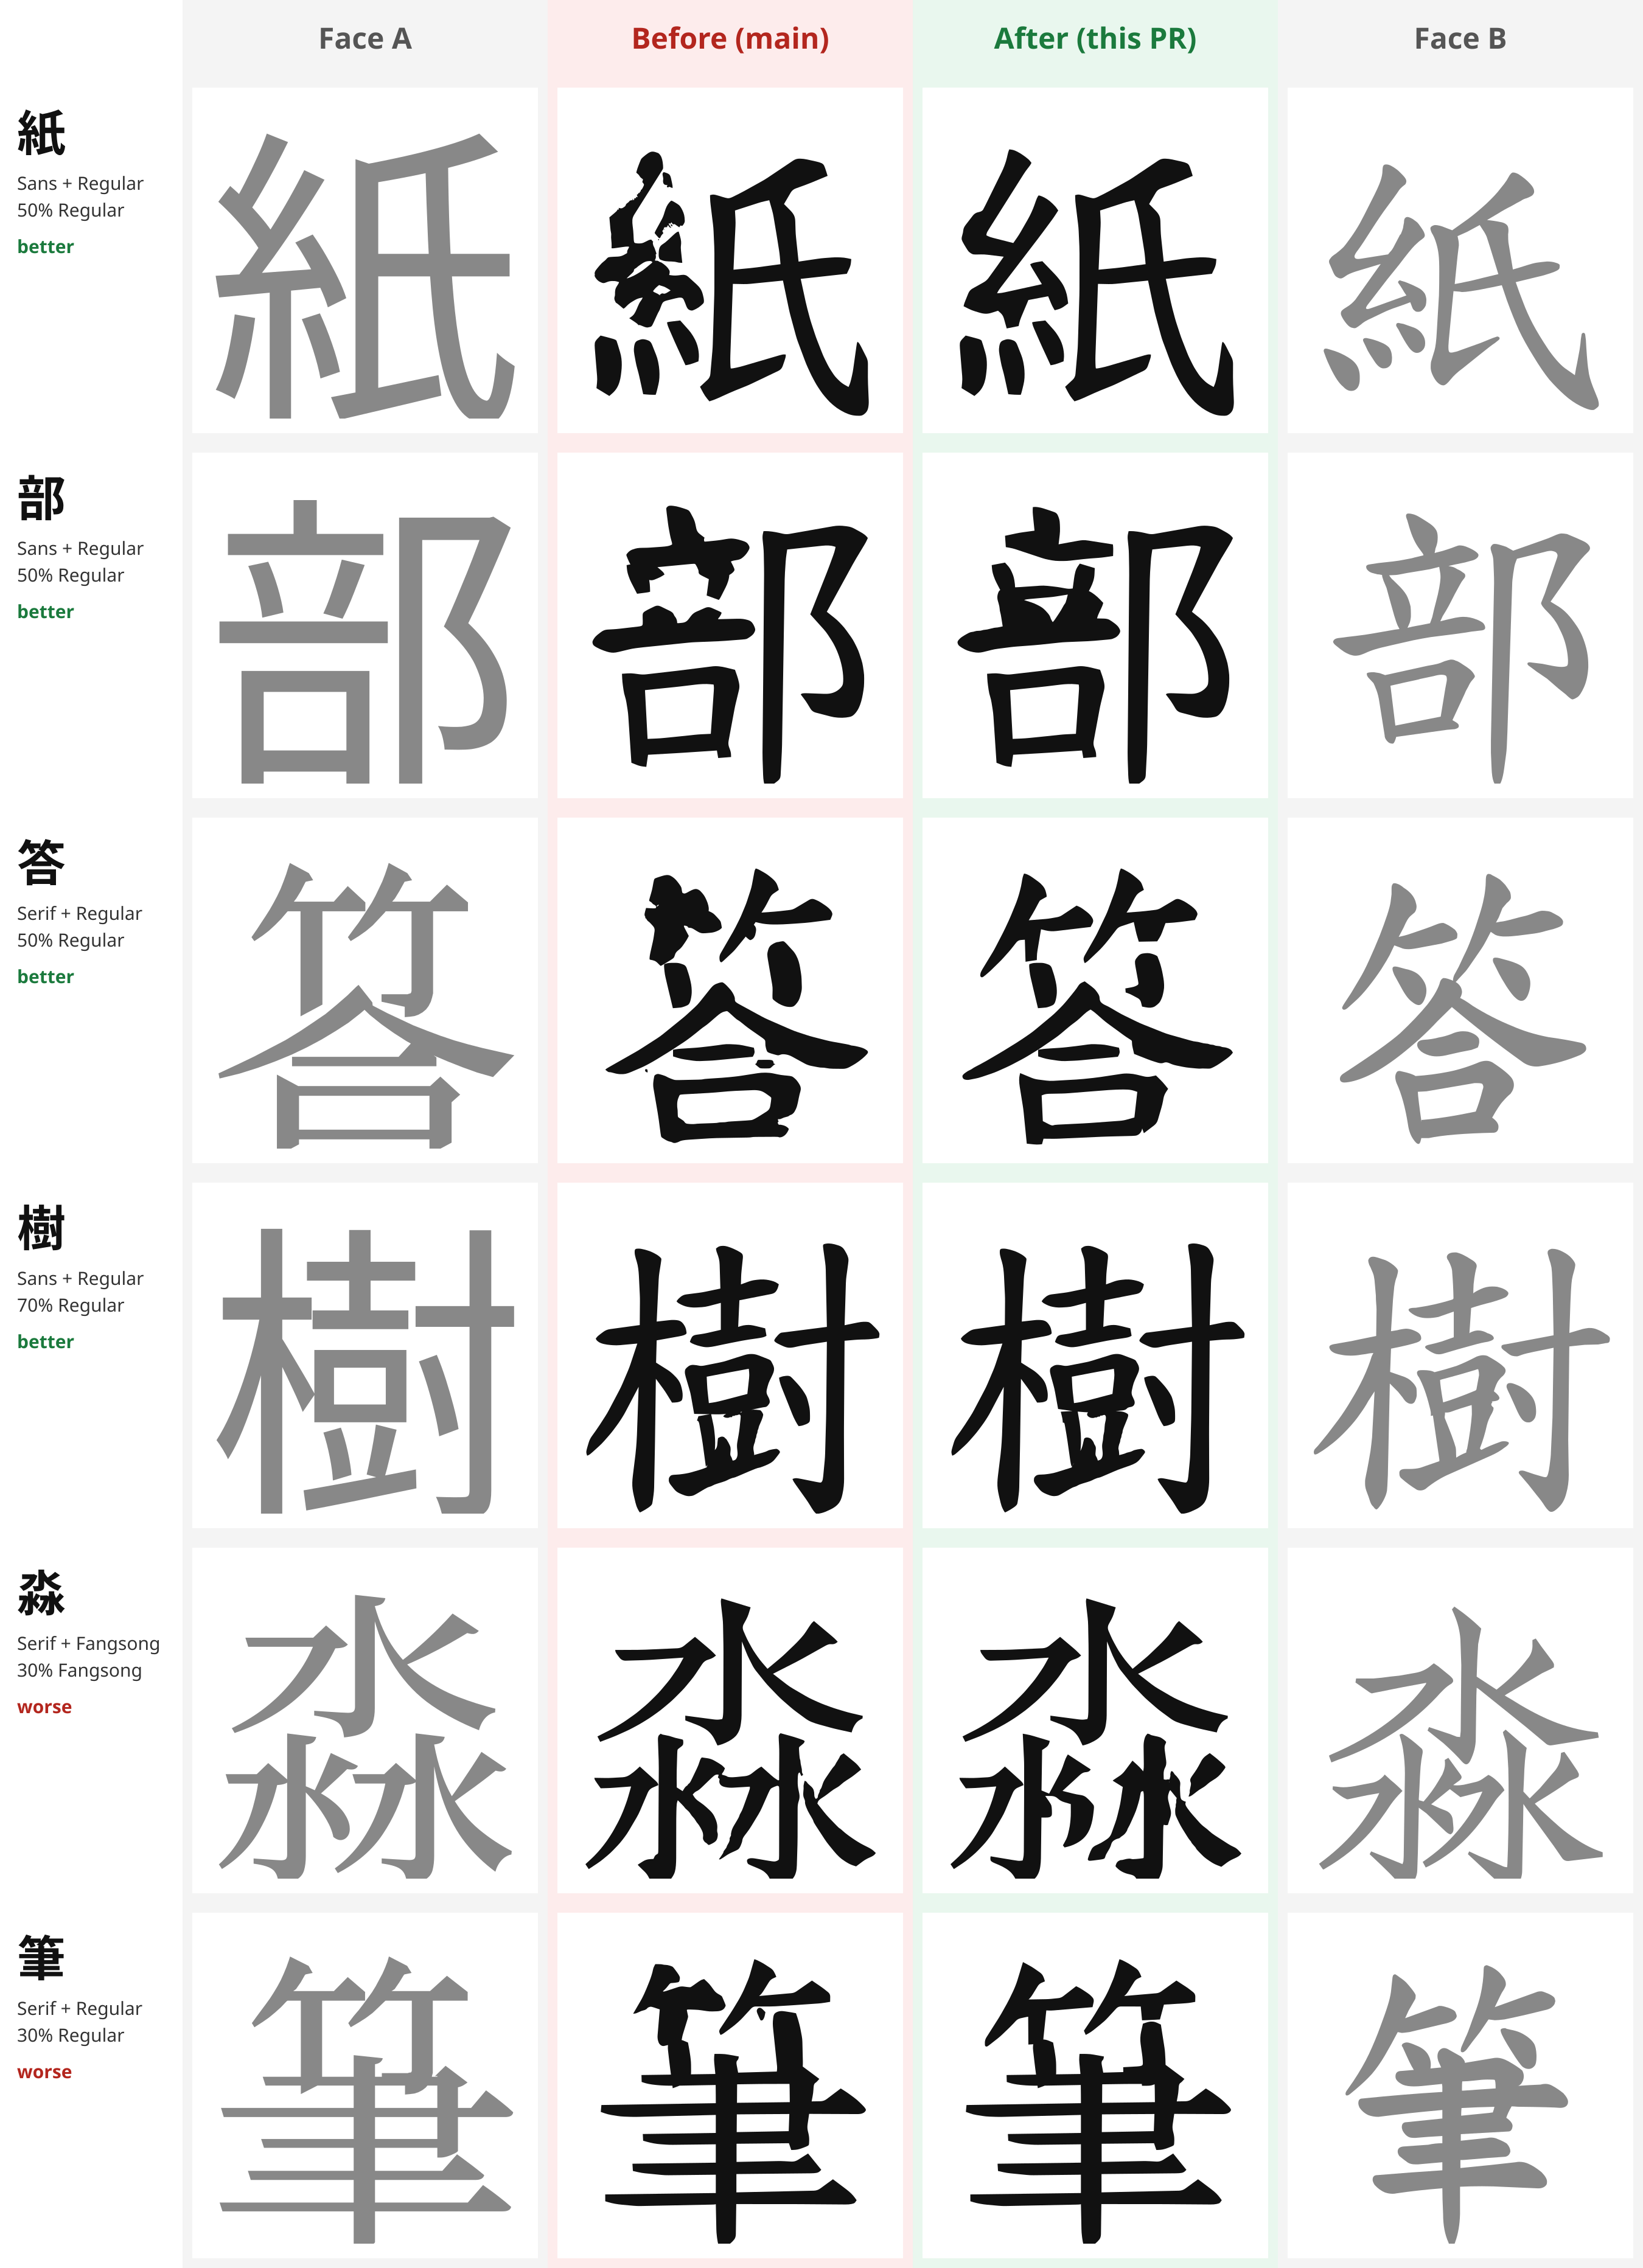 Face A
Before (main)
After (this PR)
Face B
紙
Sans + Regular
50% Regular
better
紙 紙 紙 紙
部
Sans + Regular
50% Regular
better
部 部 部 部
答
Serif + Regular
50% Regular
better
答 答 答 答
樹
Sans + Regular
70% Regular
better
樹 樹 樹 樹
淼
Serif + Fangsong
30% Fangsong
worse
淼 淼 淼 淼
筆
Serif + Regular
30% Regular
worse
筆 筆 筆 筆